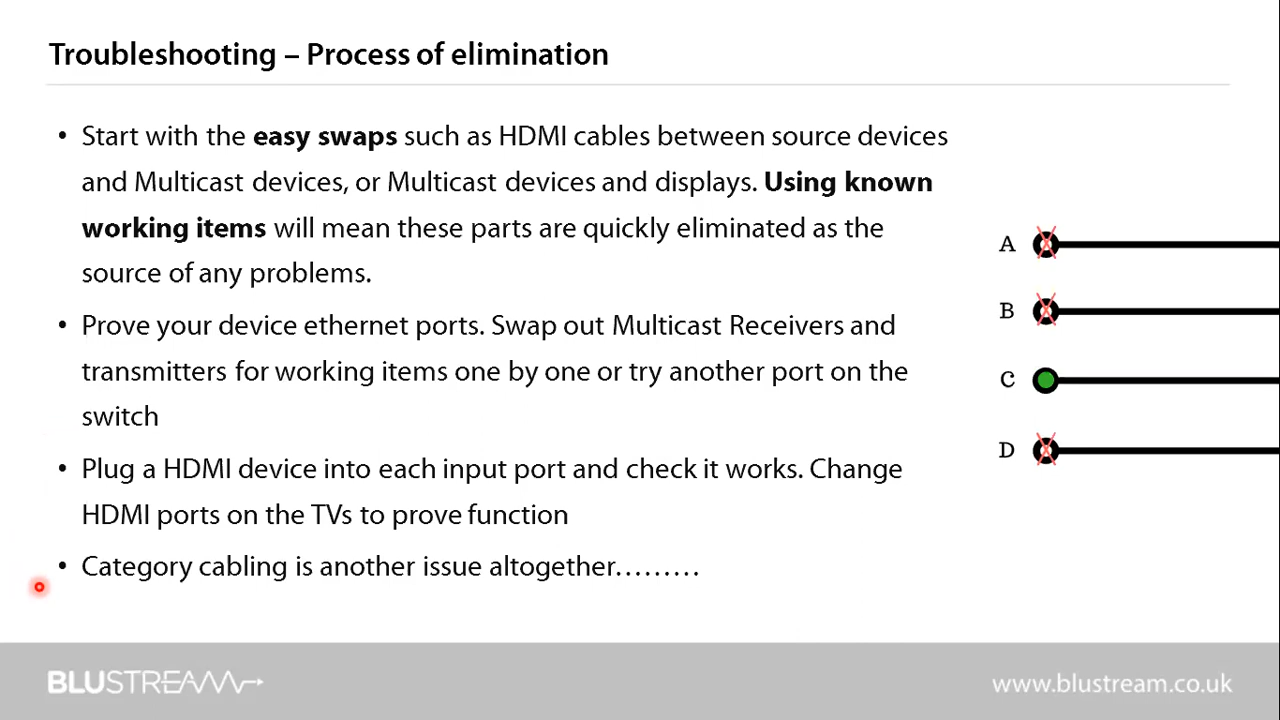 Troubleshooting – Process of elimination
• Start with the easy swaps such as HDMI cables between source devices
and Multicast devices, or Multicast devices and displays. Using known
working items will mean these parts are quickly eliminated as the
source of any problems.
• Prove your device ethernet ports. Swap out Multicast Receivers and
transmitters for working items one by one or try another port on the
switch
• Plug a HDMI device into each input port and check it works. Change
HDMI ports on the TVs to prove function
• Category cabling is another issue altogether.........
A
B
C
D
BLUSTREAM
www.blustream.co.uk